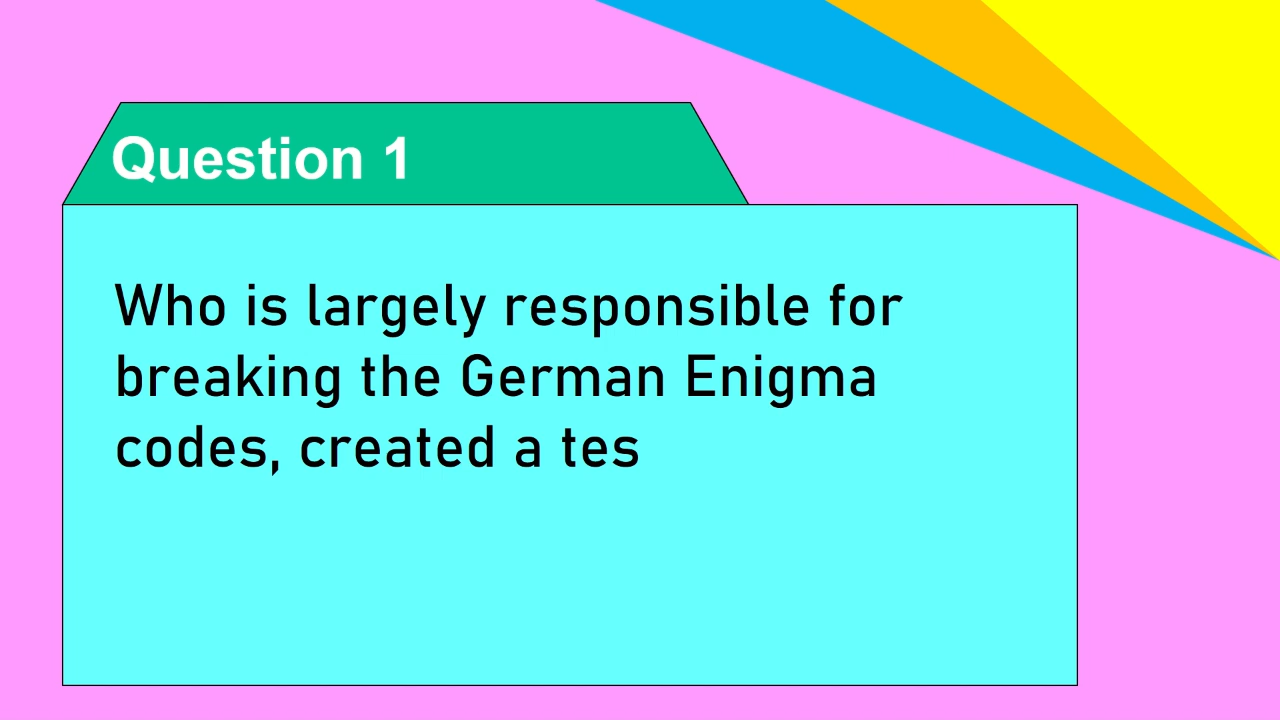 Question 1
Who is largely responsible for
breaking the German Enigma
codes, created a tes